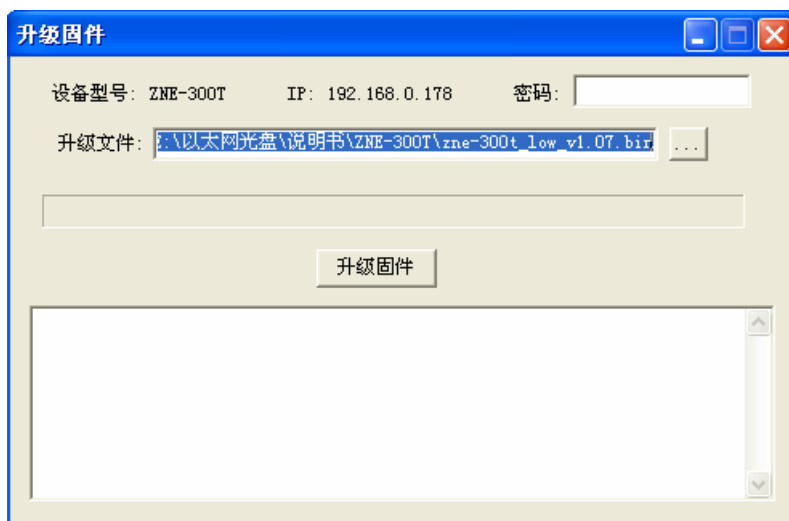 升级固件
设备型号: ZNE-300T IP: 192.168.0.178 密码:
升级文件: :\以太网光盘\说明书\ZNE-300T\zne-300t_low_v1.07.bin ...
升级固件